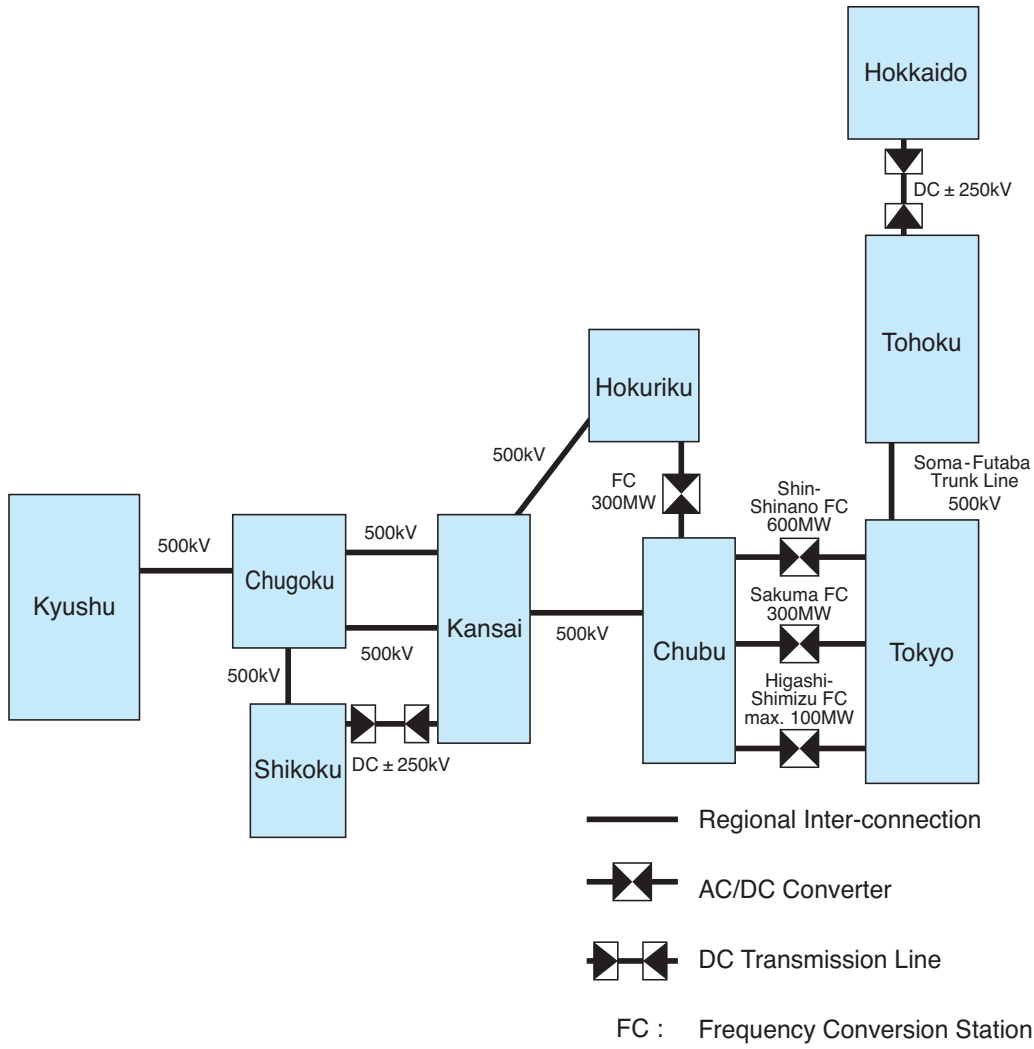 Hokkaido
DC ± 250kV
Tohoku
Hokuriku
500kV
Soma-Futaba
Trunk Line
500kV
FC
300MW
Shin-
Shinano FC
600MW
Kyushu
500kV
Chugoku
500kV
500kV
Kansai
500kV
Chubu
Sakuma FC
300MW
Tokyo
500kV
Higashi-
Shimizu FC
max. 100MW
Shikoku
DC ± 250kV
Regional Inter-connection
AC/DC Converter
DC Transmission Line
FC : Frequency Conversion Station